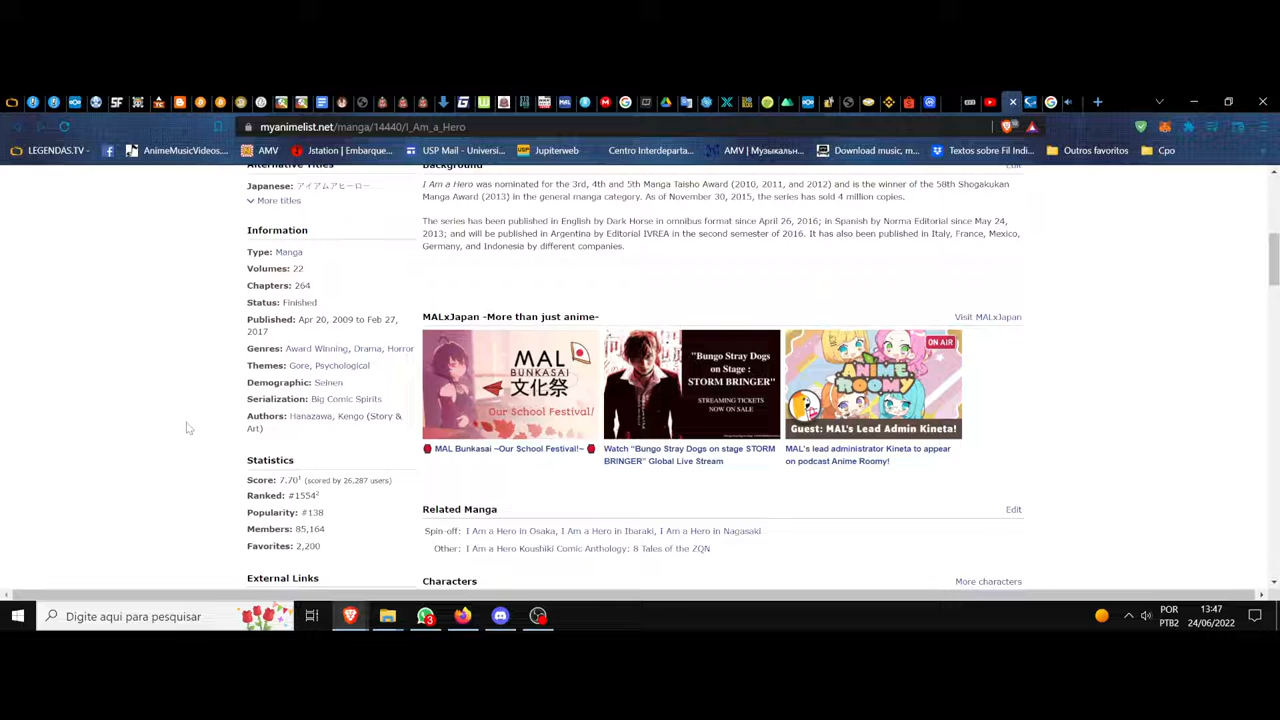 myanimelist.net/manga/14440/I_Am_a_Hero
LEGENDAS.TV -
AnimeMusicVideos...
AMV
Jstation | Embarque...
USP Mail - Universi...
Jupiterweb
Centro Interdeparta...
AMV | Музыкальн...
Download music, m...
Textos sobre Fil Indi...
Outros favoritos
Cpo
Alternative Titles
Japanese: アイアムアヒーロー
More titles
Information
Type: Manga
Volumes: 22
Chapters: 264
Status: Finished
Published: Apr 20, 2009 to Feb 27,
2017
Genres: Award Winning, Drama, Horror
Themes: Gore, Psychological
Demographic: Seinen
Serialization: Big Comic Spirits
Authors: Hanazawa, Kengo (Story &
Art)
Statistics
Score: 7.70¹ (scored by 26,287 users)
Ranked: #1554²
Popularity: #138
Members: 85,164
Favorites: 2,200
External Links
Background
Edit
I Am a Hero was nominated for the 3rd, 4th and 5th Manga Taisho Award (2010, 2011, and 2012) and is the winner of the 58th Shogakukan
Manga Award (2013) in the general manga category. As of November 30, 2015, the series has sold 4 million copies.
The series has been published in English by Dark Horse in omnibus format since April 26, 2016; in Spanish by Norma Editorial since May 24,
2013; and will be published in Argentina by Editorial IVREA in the second semester of 2016. It has also been published in Italy, France, Mexico,
Germany, and Indonesia by different companies.
MALxJapan -More than just anime-
Visit MALxJapan
MAL
BUNKASAI
文化祭
Our School Festival!
"Bungo Stray Dogs
on Stage :
STORM BRINGER"
STREAMING TICKETS
NOW ON SALE
ON AIR
ANIME
ROOMY
Guest: MAL's Lead Admin Kineta!
MAL Bunkasai ~Our School Festival!~
Watch "Bungo Stray Dogs on stage STORM
BRINGER" Global Live Stream
MAL's lead administrator Kineta to appear
on podcast Anime Roomy!
Related Manga
Edit
Spin-off: I Am a Hero in Osaka, I Am a Hero in Ibaraki, I Am a Hero in Nagasaki
Other: I Am a Hero Koushiki Comic Anthology: 8 Tales of the ZQN
Characters
More characters
Digite aqui para pesquisar
3
POR
PTB2
13:47
24/06/2022